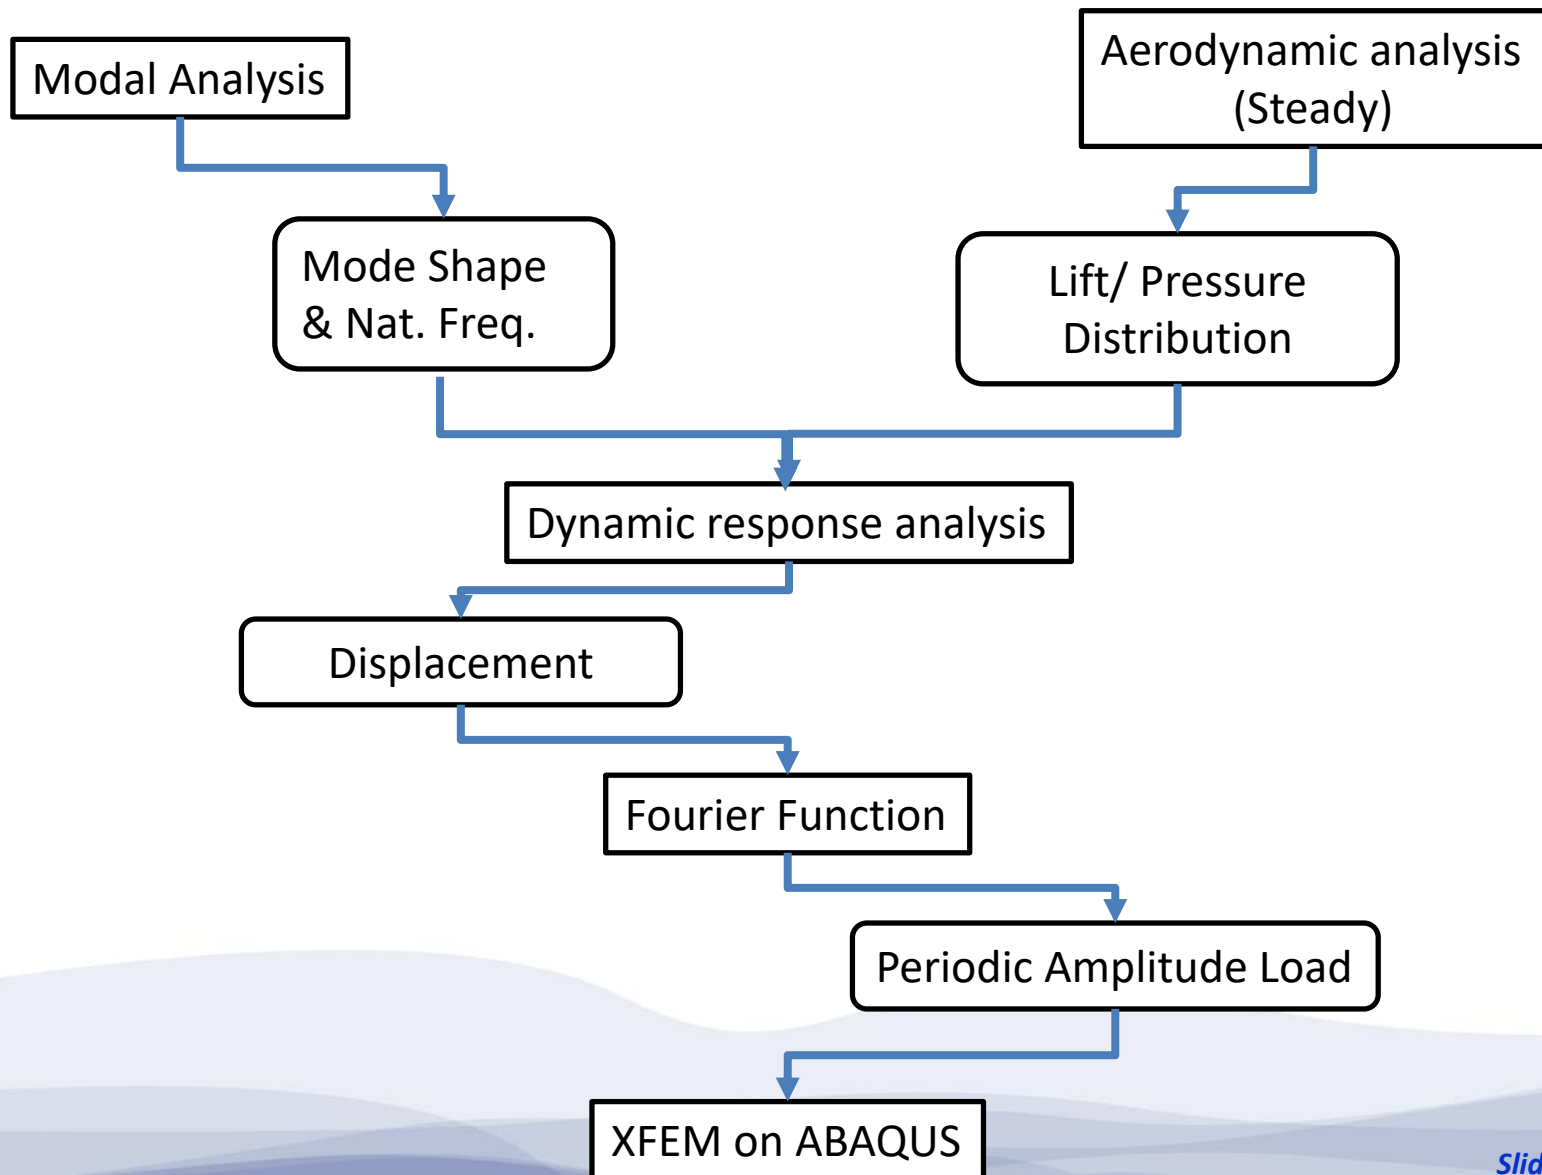 Modal Analysis
Aerodynamic analysis
(Steady)
Mode Shape
& Nat. Freq.
Lift/ Pressure
Distribution
Dynamic response analysis
Displacement
Fourier Function
Periodic Amplitude Load
XFEM on ABAQUS
Slid